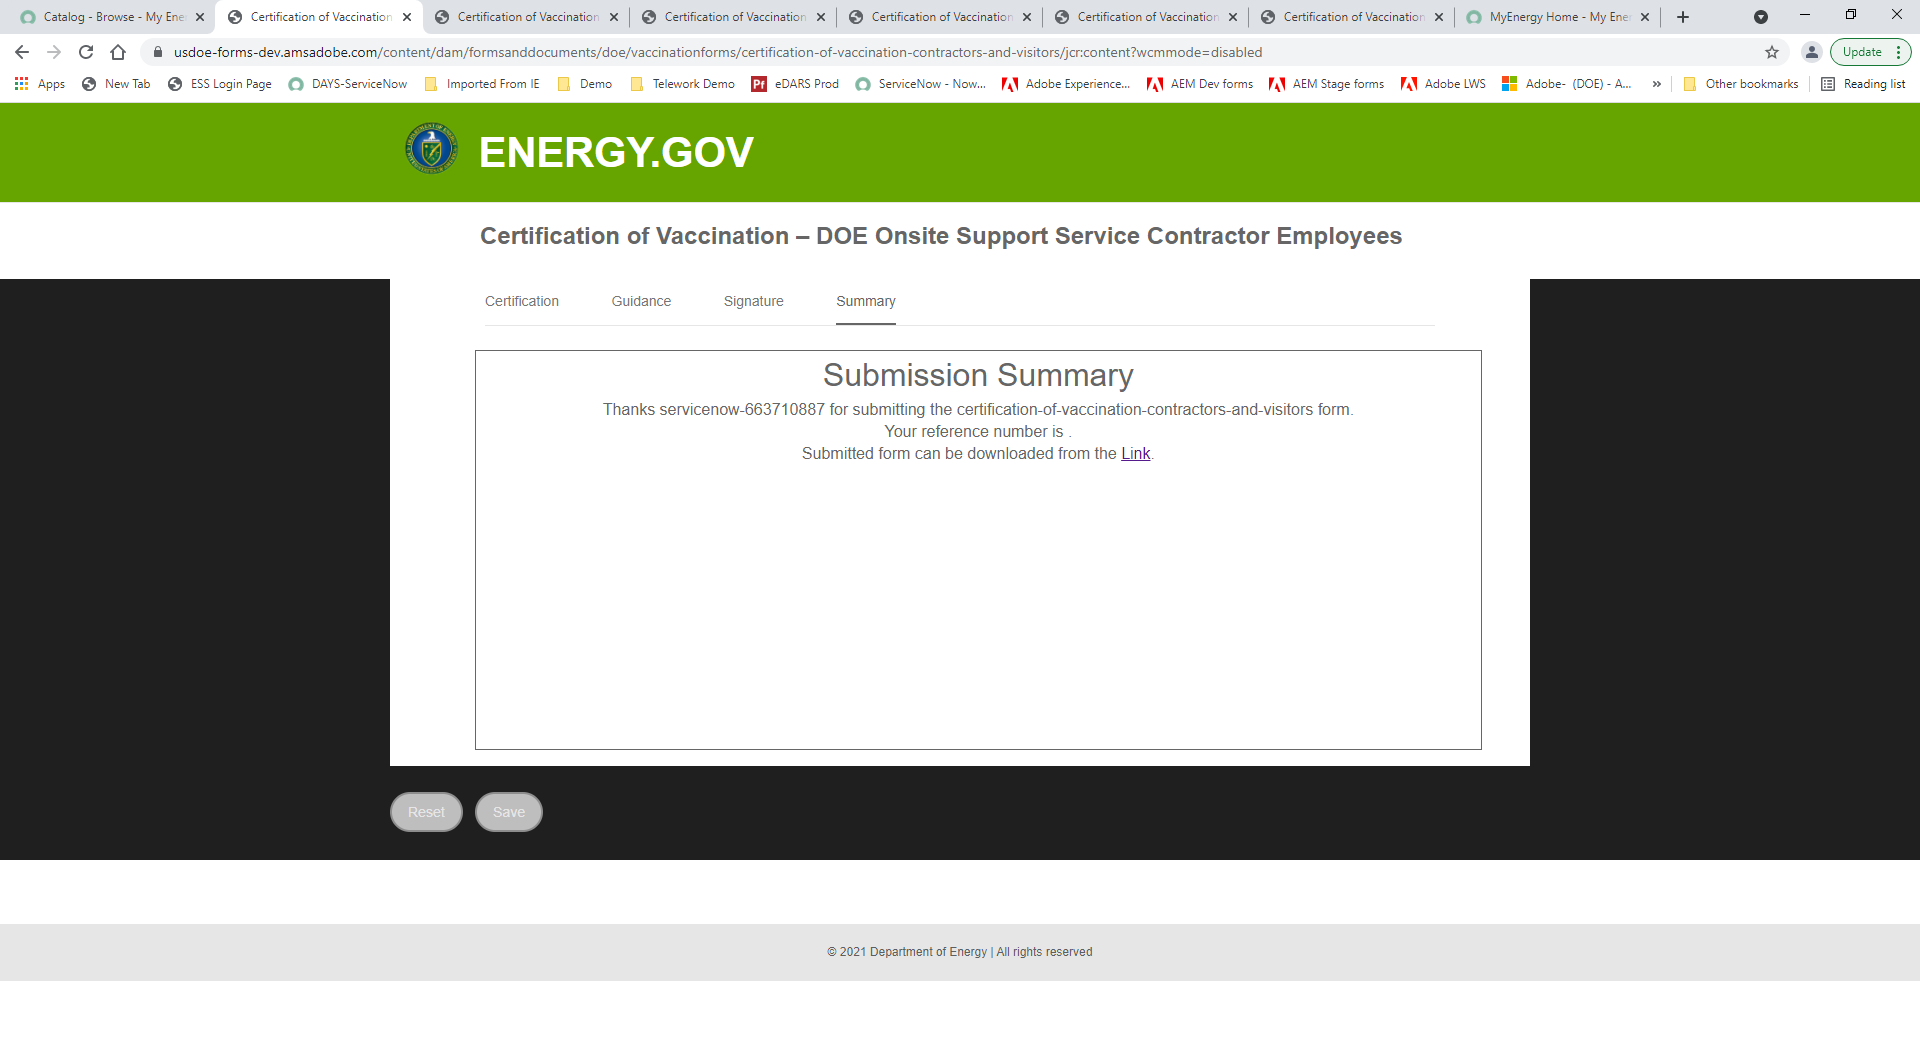 Catalog - Browse - My Ene
Certification of Vaccination
Certification of Vaccination
Certification of Vaccination
Certification of Vaccination
Certification of Vaccination
Certification of Vaccination
MyEnergy Home - My Ene
usdoe-forms-dev.amsadobe.com/content/dam/formsanddocuments/doe/vaccinationforms/certification-of-vaccination-contractors-and-visitors/jcr:content?wcmmode=disabled
Update
Apps
New Tab
ESS Login Page
DAYS-ServiceNow
Imported From IE
Demo
Telework Demo
Pf eDARS Prod
ServiceNow - Now...
Adobe Experience...
AEM Dev forms
AEM Stage forms
Adobe LWS
Adobe- (DOE) - A...
»
Other bookmarks
Reading list
ENERGY.GOV
Certification of Vaccination – DOE Onsite Support Service Contractor Employees
Certification
Guidance
Signature
Summary
Submission Summary
Thanks servicenow-663710887 for submitting the certification-of-vaccination-contractors-and-visitors form.
Your reference number is .
Submitted form can be downloaded from the Link.
Reset
Save
© 2021 Department of Energy | All rights reserved